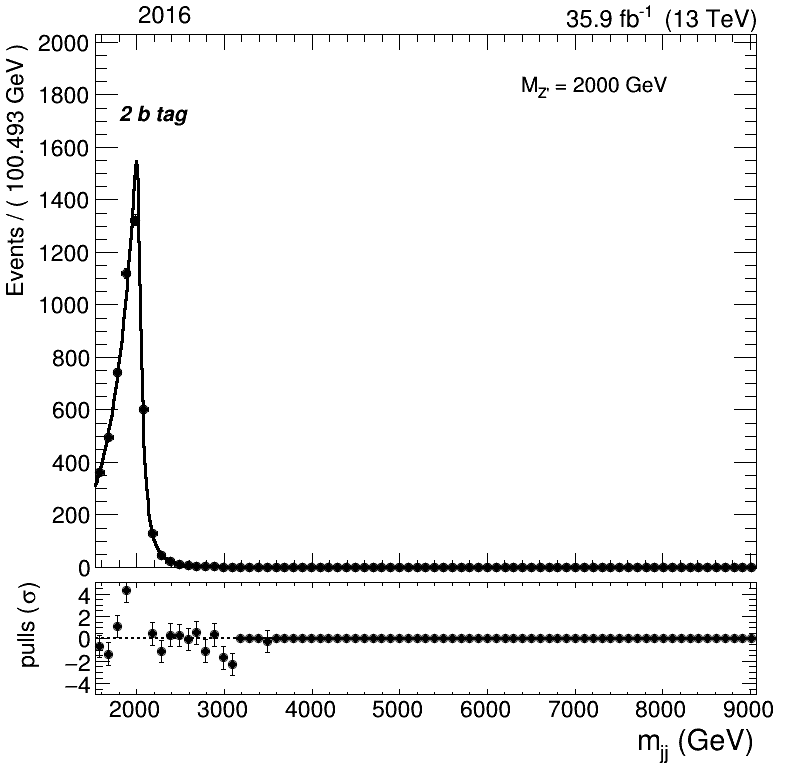 2016
35.9 fb⁻¹ (13 TeV)
Events / ( 100.493 GeV )
2000
1800
1600
1400
1200
1000
800
600
400
200
0
2 b tag
M_Z' = 2000 GeV
pulls (σ)
4
2
0
−2
−4
2000 3000 4000 5000 6000 7000 8000 9000
m_jj (GeV)